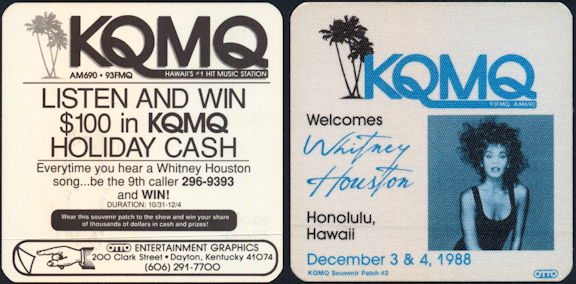 KQMQ
AM690 • 93FMQ
HAWAII'S #1 HIT MUSIC STATION
LISTEN AND WIN
$100 in KQMQ
HOLIDAY CASH
Everytime you hear a Whitney Houston
song...be the 9th caller 296-9393
and WIN!
DURATION: 10/31-12/4
Wear this souvenir patch to the show and win your share
of thousands of dollars in cash and prizes!
OTTO ENTERTAINMENT GRAPHICS
200 Clark Street • Dayton, Kentucky 41074
(606) 291-7700
KQMQ
93FMQ AM690
Welcomes
Whitney
Houston
Honolulu,
Hawaii
December 3 & 4, 1988
KQMQ Souvenir Patch #2
OTTO